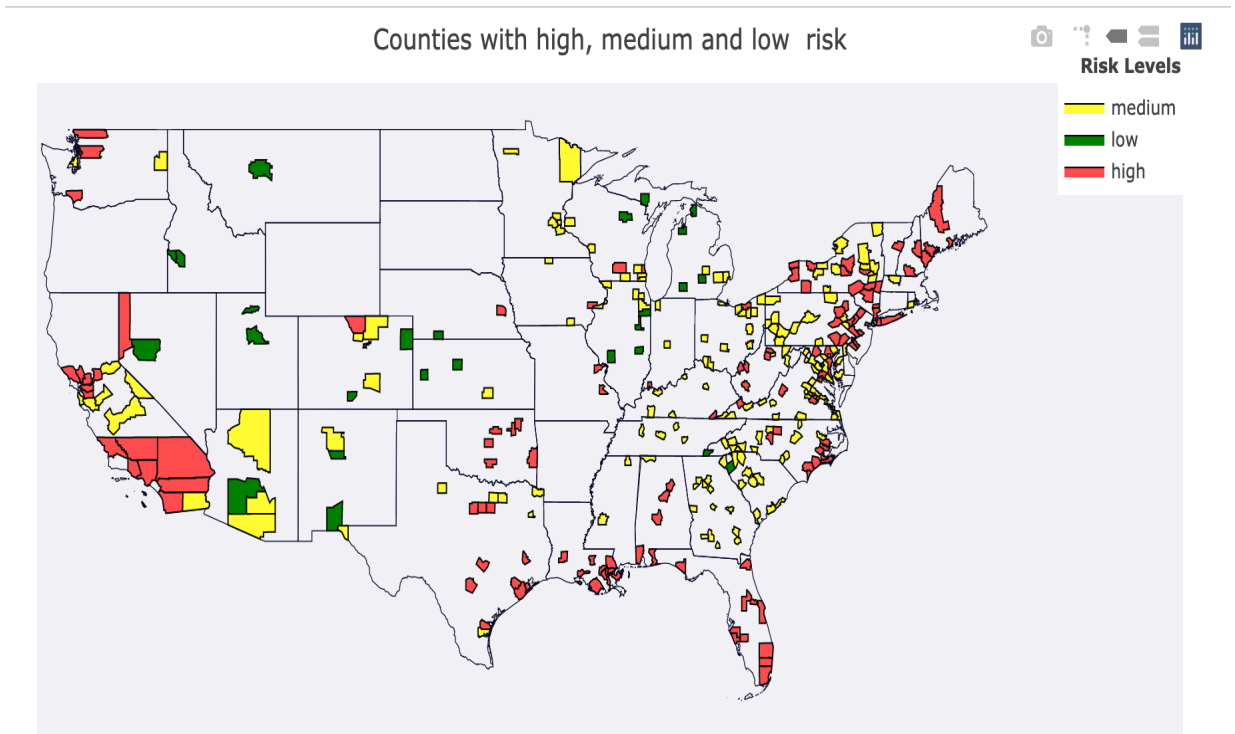 Counties with high, medium and low  risk
Risk Levels
medium
low
high